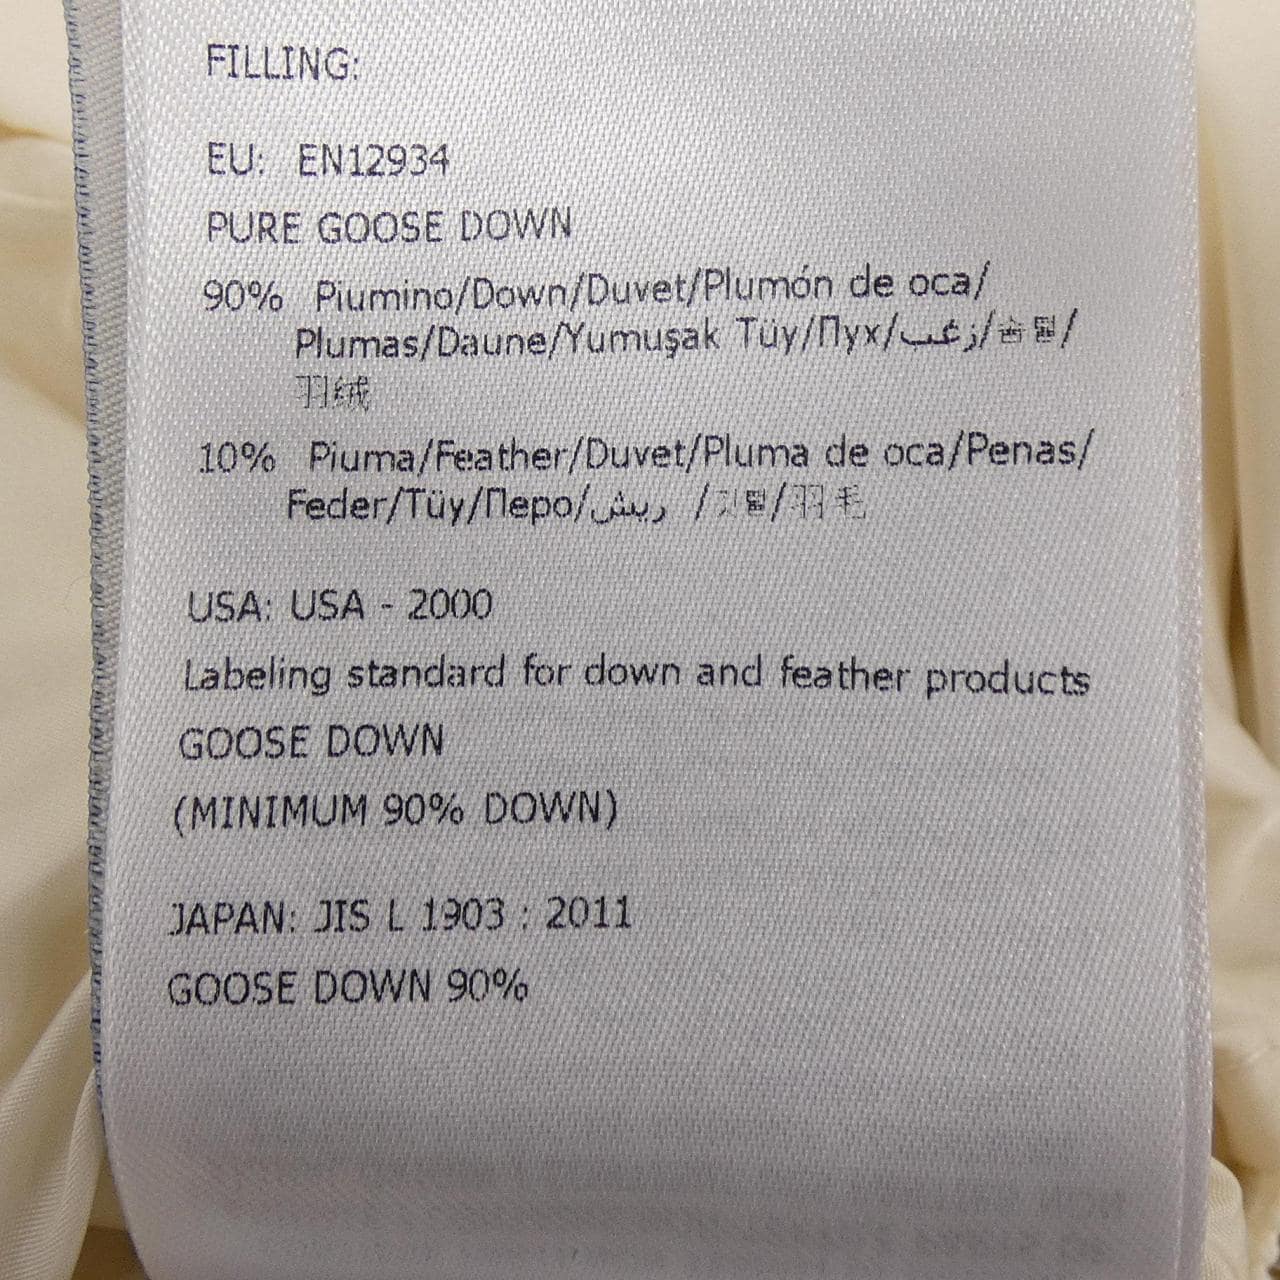 FILLING:
EU: EN12934
PURE GOOSE DOWN
90% Piumino/Down/Duvet/Plumón de oca/
Plumas/Daune/Yumuşak Tüy/Пух/زغب/솜털/
羽绒
10% Piuma/Feather/Duvet/Pluma de oca/Penas/
Feder/Tüy/Перо/ريش /깃털/羽毛
USA: USA - 2000
Labeling standard for down and feather products
GOOSE DOWN
(MINIMUM 90% DOWN)
JAPAN: JIS L 1903 : 2011
GOOSE DOWN 90%